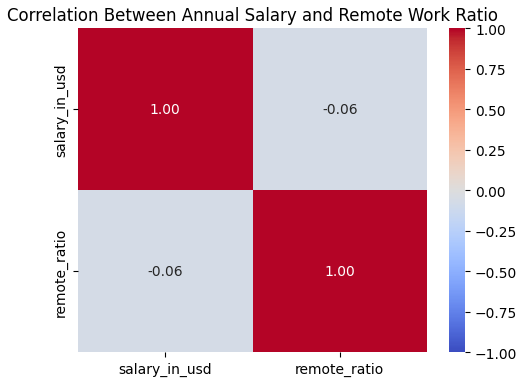 Correlation Between Annual Salary and Remote Work Ratio
salary_in_usd
remote_ratio
1.00
-0.06
-0.06
1.00
salary_in_usd
remote_ratio
1.00
0.75
0.50
0.25
0.00
−0.25
−0.50
−0.75
−1.00